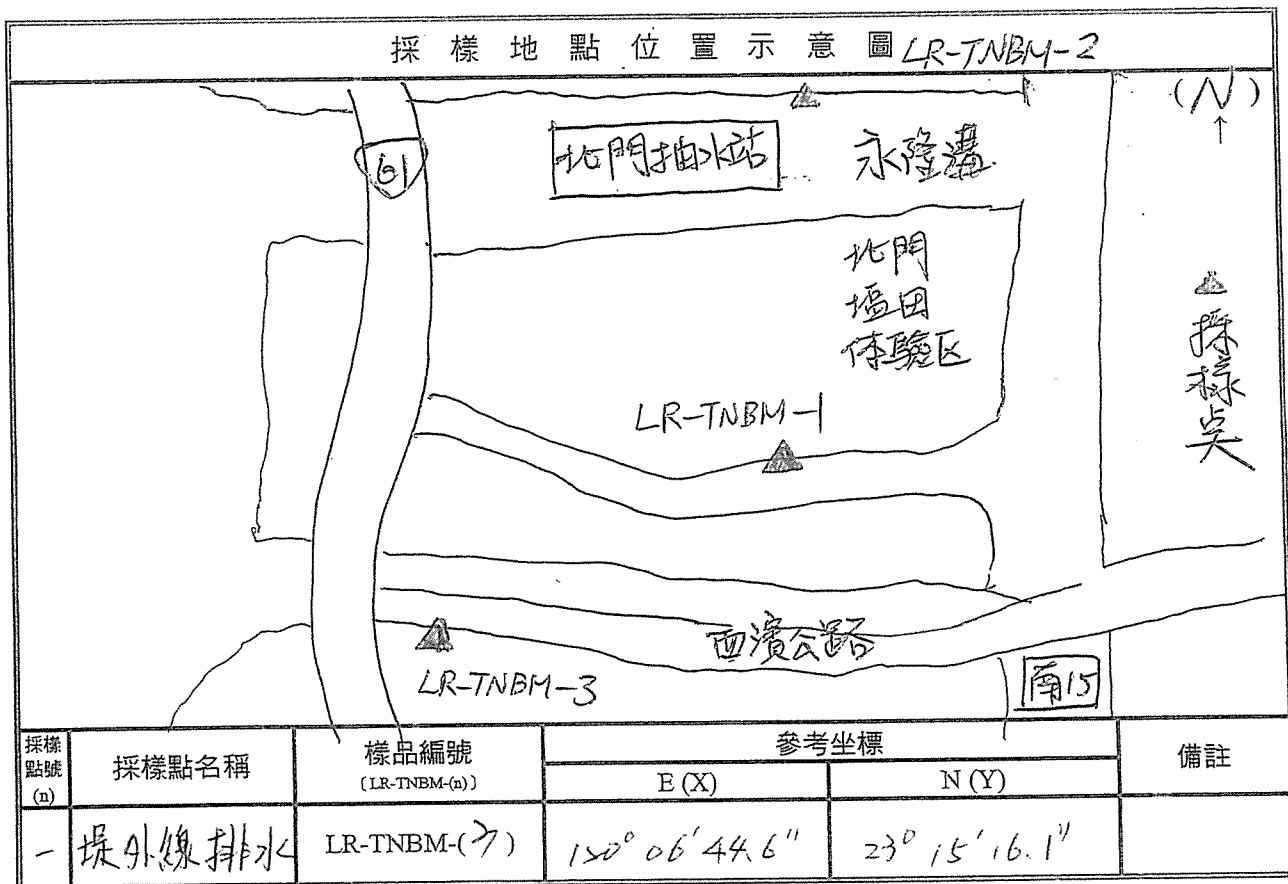 採樣地點位置示意圖 LR-TNBM-2
(N)
↑
61
北門抽水站
永隆溝
北門
塩田
体驗区
採樣点
LR-TNBM-1
西濱公路
LR-TNBM-3
南15
採樣點號(n)
採樣點名稱
樣品編號
〔LR-TNBM-(n)〕
參考坐標
E (X)
N (Y)
備註
堤外線排水
LR-TNBM-(3)
120° 06' 44.6"
23° 15' 16.1"